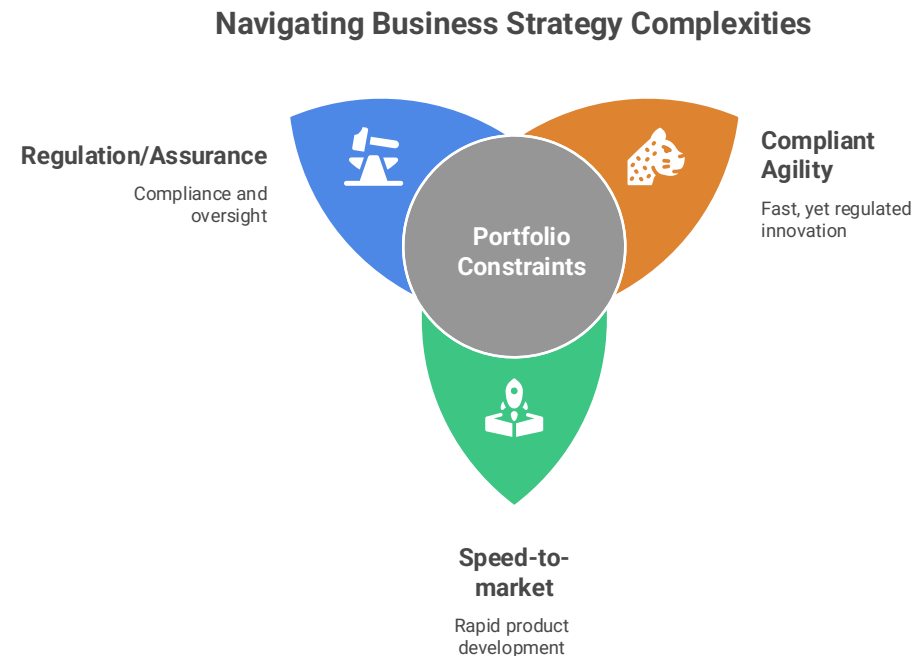 Navigating Business Strategy Complexities
Regulation/Assurance
Compliance and
oversight
Compliant
Agility
Fast, yet regulated
innovation
Portfolio
Constraints
Speed-to-
market
Rapid product
development